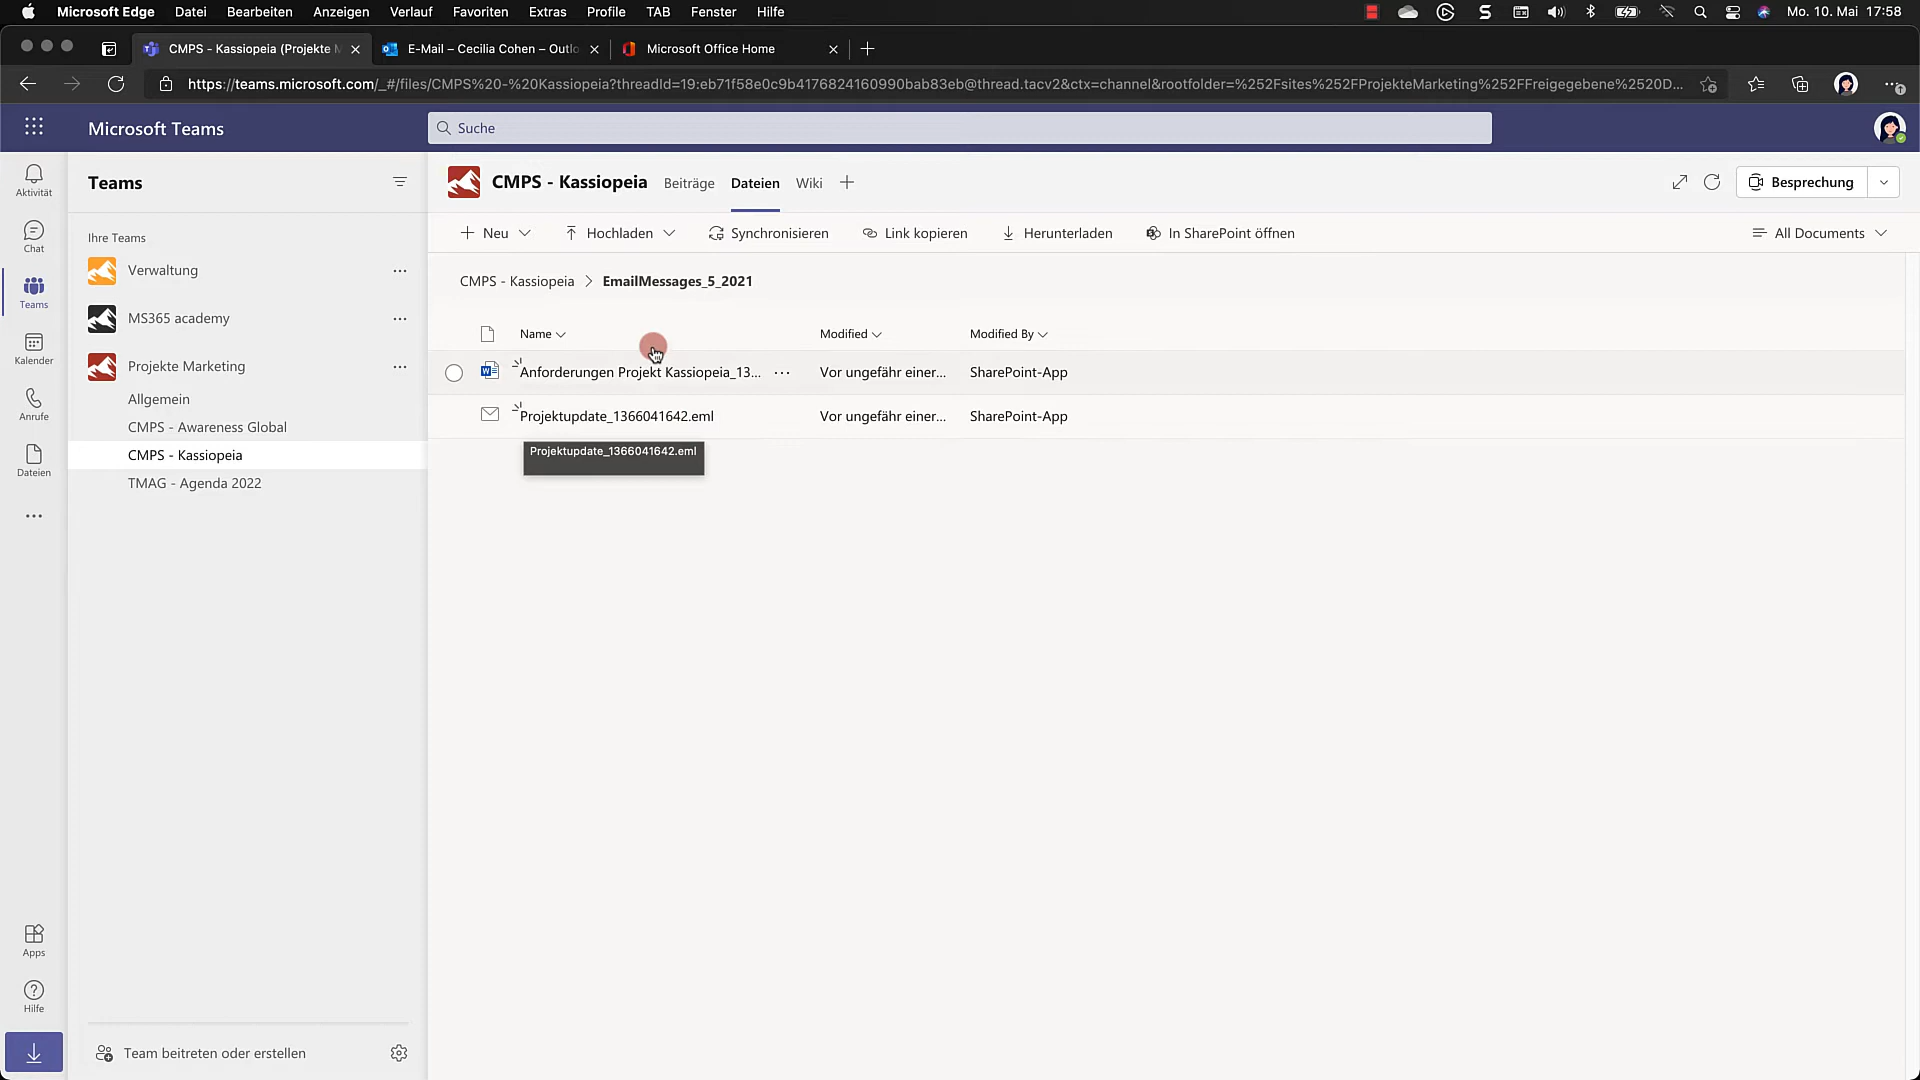 Microsoft Edge Datei Bearbeiten Anzeigen Verlauf Favoriten Extras Profile TAB Fenster Hilfe Mo. 10. Mai 17:58
CMPS - Kassiopeia (Projekte M
E-Mail – Cecilia Cohen – Outlo
Microsoft Office Home
https://teams.microsoft.com/_#/files/CMPS%20-%20Kassiopeia?threadId=19:eb71f58e0c9b4176824160990bab83eb@thread.tacv2&ctx=channel&rootfolder=%252Fsites%252FProjekteMarketing%252FFreigegebene%2520D...
Microsoft Teams
Suche
Aktivität
Chat
Teams
Kalender
Anrufe
Dateien
Apps
Hilfe
Teams
Ihre Teams
Verwaltung
MS365 academy
Projekte Marketing
Allgemein
CMPS - Awareness Global
CMPS - Kassiopeia
TMAG - Agenda 2022
Team beitreten oder erstellen
CMPS - Kassiopeia Beiträge Dateien Wiki
Besprechung
Neu Hochladen Synchronisieren Link kopieren Herunterladen In SharePoint öffnen All Documents
CMPS - Kassiopeia > EmailMessages_5_2021
Name Modified Modified By
Anforderungen Projekt Kassiopeia_13... Vor ungefähr einer... SharePoint-App
Projektupdate_1366041642.eml Vor ungefähr einer... SharePoint-App
Projektupdate_1366041642.eml